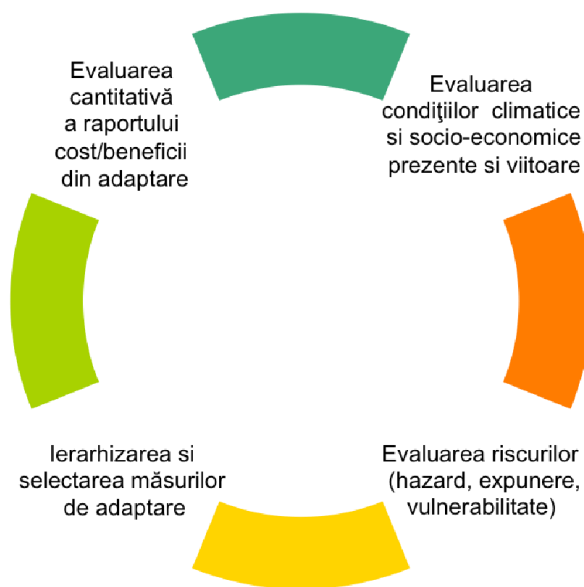 Evaluarea
cantitativă
a raportului
cost/beneficii
din adaptare
Evaluarea
condiţiilor climatice
si socio-economice
prezente si viitoare
Ierarhizarea si
selectarea măsurilor
de adaptare
Evaluarea riscurilor
(hazard, expunere,
vulnerabilitate)